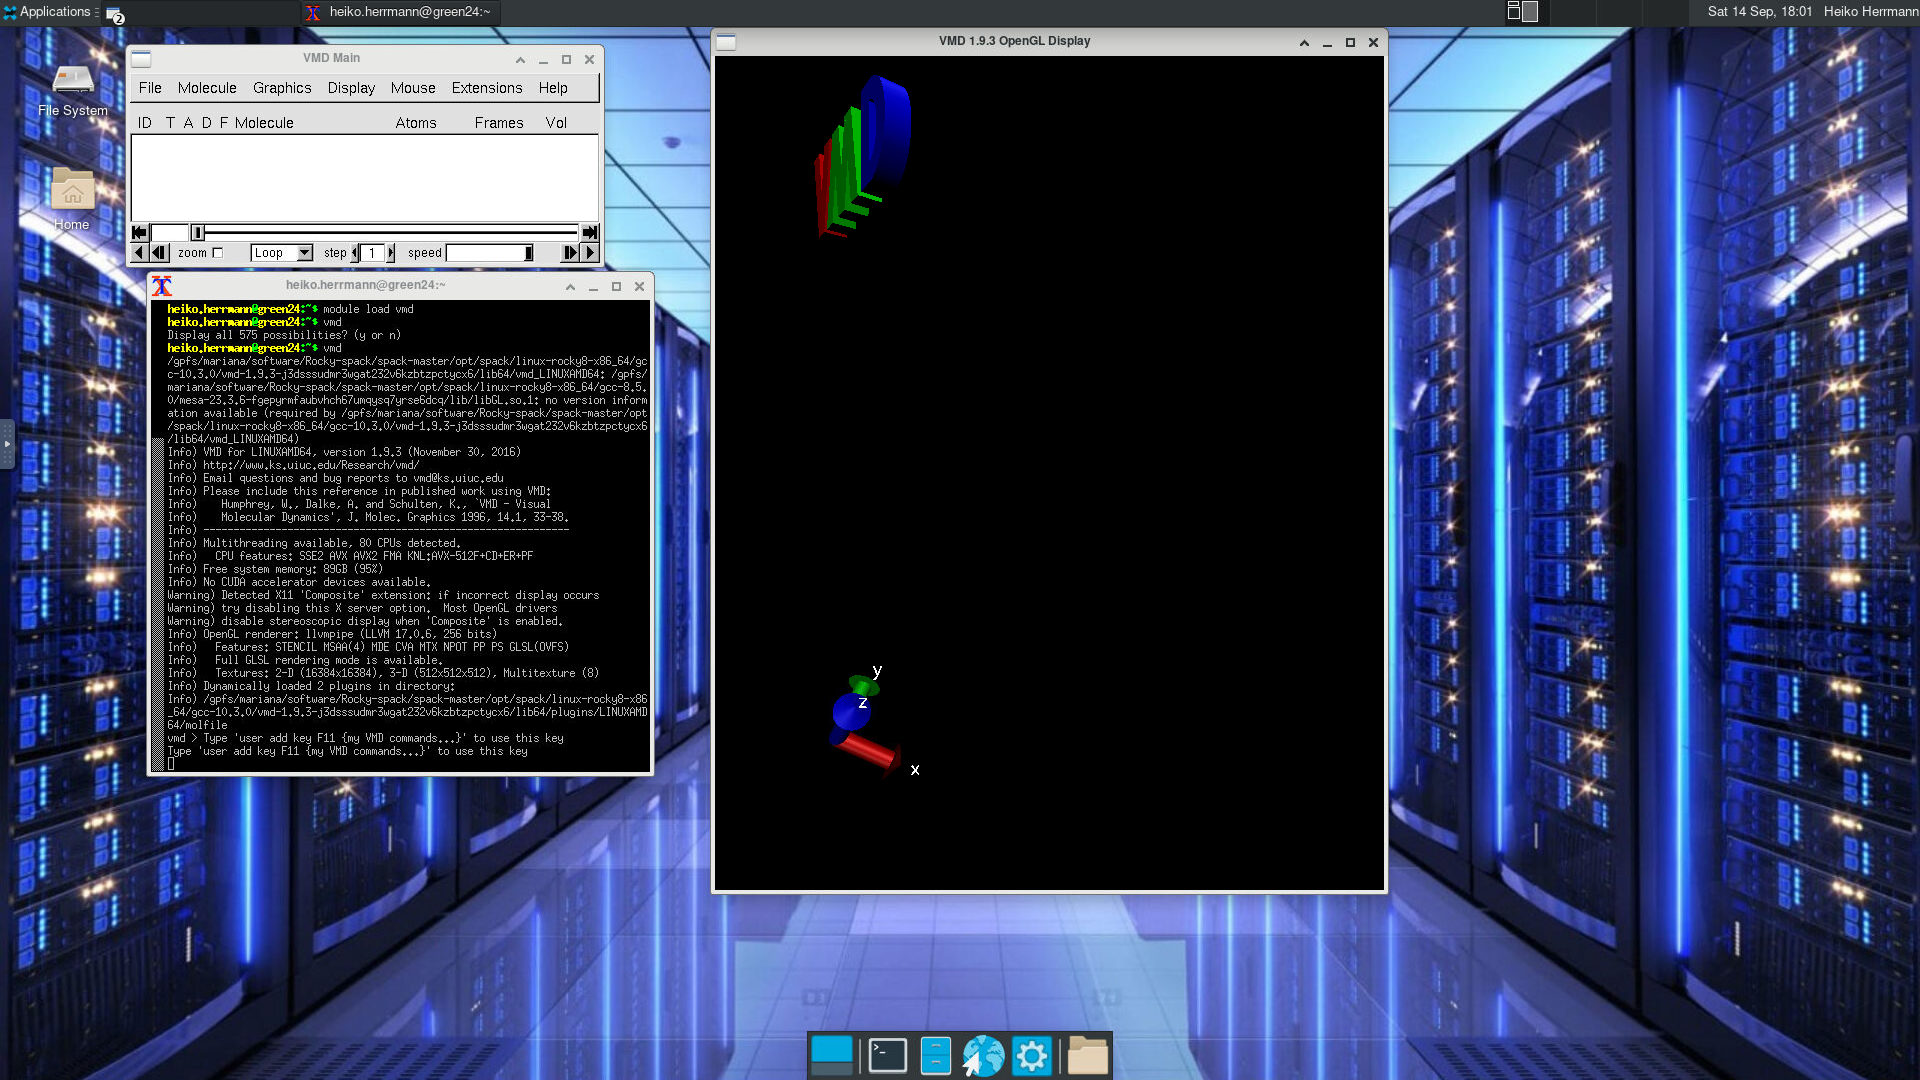 Applications
2
heiko.herrmann@green24:~
Sat 14 Sep, 18:01 Heiko Herrmann
File System
Home
VMD Main
File Molecule Graphics Display Mouse Extensions Help
ID T A D F Molecule Atoms Frames Vol
zoom Loop step 1 speed
heiko.herrmann@green24:~
heiko.herrmann@green24:~$ module load vmd
heiko.herrmann@green24:~$ vmd
Display all 575 possibilities? (y or n)
heiko.herrmann@green24:~$ vmd
/gpfs/mariana/software/Rocky-spack/spack-master/opt/spack/linux-rocky8-x86_64/gc
c-10.3.0/vmd-1.9.3-j3dsssudmr3wgat232v6kzbtzpctycx6/lib64/vmd_LINUXAMD64: /gpfs/
mariana/software/Rocky-spack/spack-master/opt/spack/linux-rocky8-x86_64/gcc-8.5.
0/mesa-23.3.6-fgepyrmfaubvhch67umqysq7yrse6dcq/lib/libGL.so.1: no version inform
ation available (required by /gpfs/mariana/software/Rocky-spack/spack-master/opt
/spack/linux-rocky8-x86_64/gcc-10.3.0/vmd-1.9.3-j3dsssudmr3wgat232v6kzbtzpctycx6
/lib64/vmd_LINUXAMD64)
Info) VMD for LINUXAMD64, version 1.9.3 (November 30, 2016)
Info) http://www.ks.uiuc.edu/Research/vmd/
Info) Email questions and bug reports to vmd@ks.uiuc.edu
Info) Please include this reference in published work using VMD:
Info)    Humphrey, W., Dalke, A. and Schulten, K., `VMD - Visual
Info)    Molecular Dynamics', J. Molec. Graphics 1996, 14.1, 33-38.
Info) -------------------------------------------------------------
Info) Multithreading available, 80 CPUs detected.
Info)   CPU features: SSE2 AVX AVX2 FMA KNL:AVX-512F+CD+ER+PF
Info) Free system memory: 89GB (95%)
Info) No CUDA accelerator devices available.
Warning) Detected X11 'Composite' extension: if incorrect display occurs
Warning) try disabling this X server option.  Most OpenGL drivers
Warning) disable stereoscopic display when 'Composite' is enabled.
Info) OpenGL renderer: llvmpipe (LLVM 17.0.6, 256 bits)
Info)   Features: STENCIL MSAA(4) MDE CVA MTX NPOT PP PS GLSL(OVFS)
Info)   Full GLSL rendering mode is available.
Info)   Textures: 2-D (16384x16384), 3-D (512x512x512), Multitexture (8)
Info) Dynamically loaded 2 plugins in directory:
Info) /gpfs/mariana/software/Rocky-spack/spack-master/opt/spack/linux-rocky8-x86
_64/gcc-10.3.0/vmd-1.9.3-j3dsssudmr3wgat232v6kzbtzpctycx6/lib64/plugins/LINUXAMD
64/molfile
vmd > Type 'user add key F11 {my VMD commands...}' to use this key
Type 'user add key F11 {my VMD commands...}' to use this key
VMD 1.9.3 OpenGL Display
VMD
y
z
x